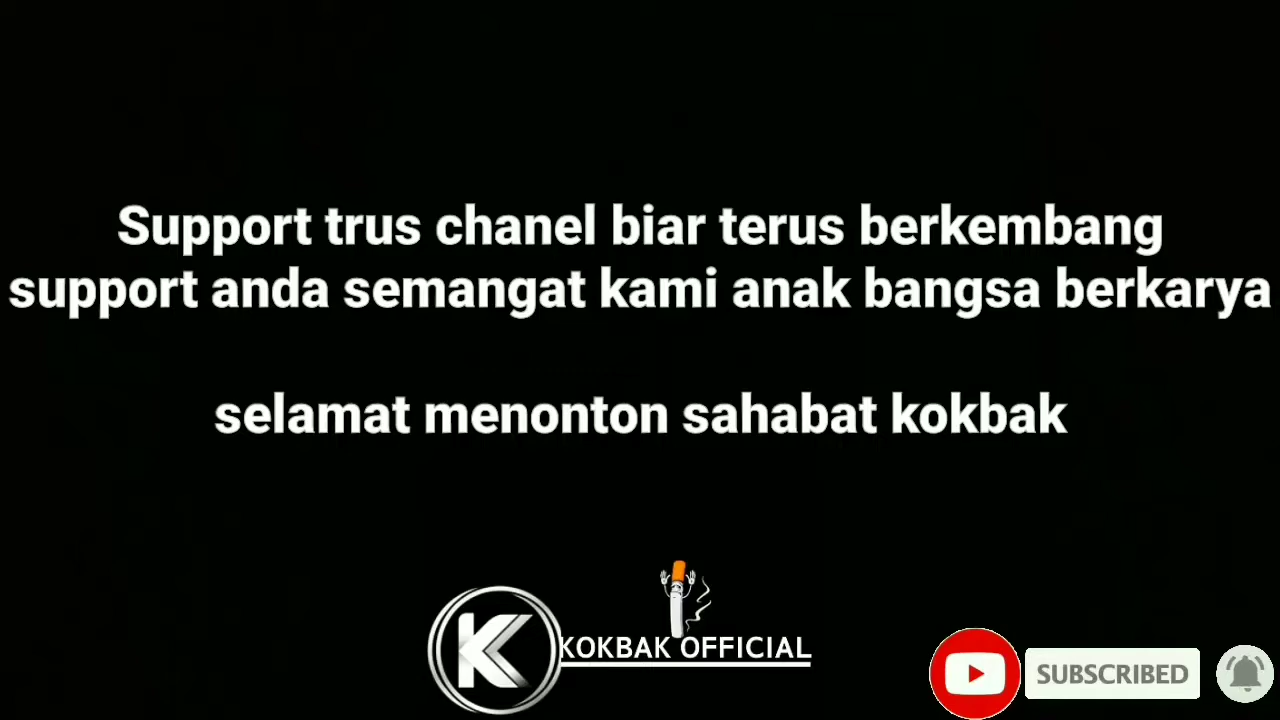 Support trus chanel biar terus berkembang
support anda semangat kami anak bangsa berkarya
selamat menonton sahabat kokbak
K
KOKBAK OFFICIAL
SUBSCRIBED